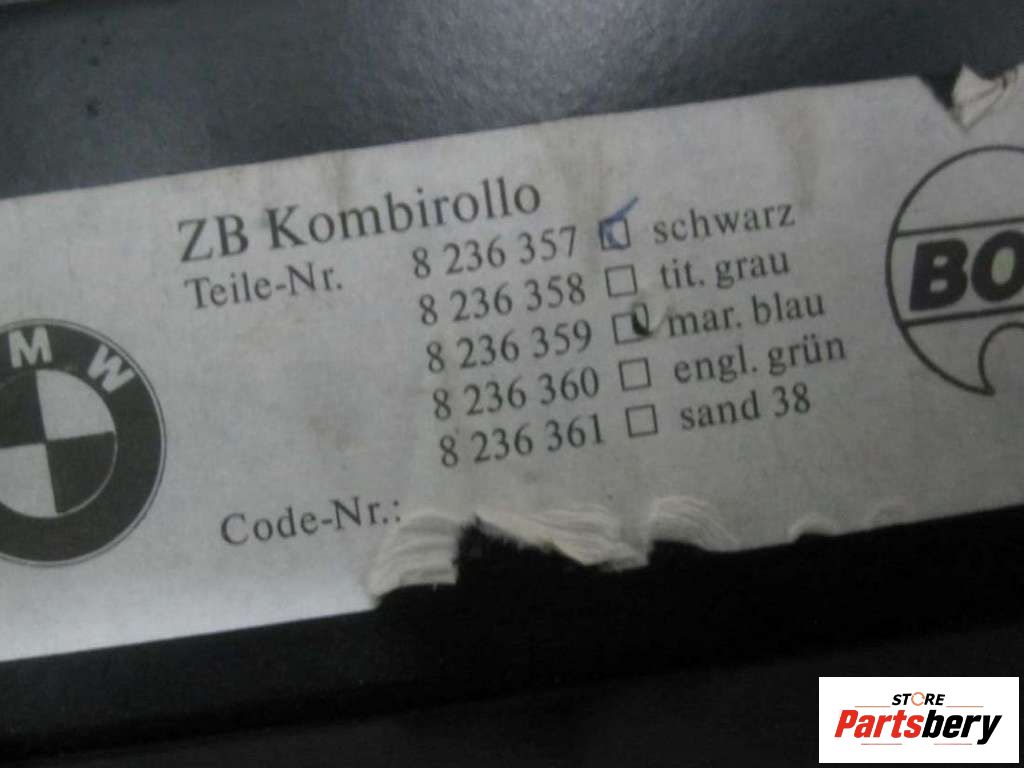 ZB Kombirollo
Teile-Nr. 8 236 357 schwarz
8 236 358 tit. grau
8 236 359 mar. blau
8 236 360 engl. grün
8 236 361 sand 38
Code-Nr.:
BMW
BO
STORE
Partsbery